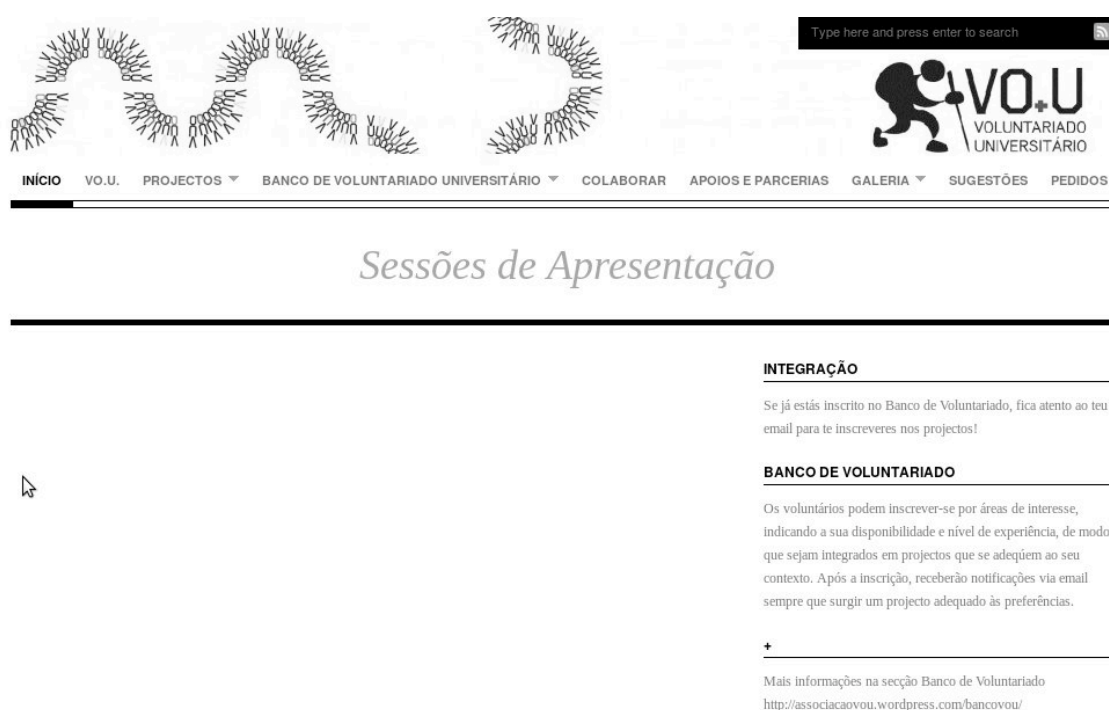 Type here and press enter to search
VO.U
VOLUNTARIADO
UNIVERSITÁRIO
INÍCIO VO.U. PROJECTOS BANCO DE VOLUNTARIADO UNIVERSITÁRIO COLABORAR APOIOS E PARCERIAS GALERIA SUGESTÕES PEDIDOS
Sessões de Apresentação
INTEGRAÇÃO
Se já estás inscrito no Banco de Voluntariado, fica atento ao teu
email para te inscreveres nos projectos!
BANCO DE VOLUNTARIADO
Os voluntários podem inscrever-se por áreas de interesse,
indicando a sua disponibilidade e nível de experiência, de modo
que sejam integrados em projectos que se adeqúem ao seu
contexto. Após a inscrição, receberão notificações via email
sempre que surgir um projecto adequado às preferências.
+
Mais informações na secção Banco de Voluntariado
http://associacaovou.wordpress.com/bancovou/